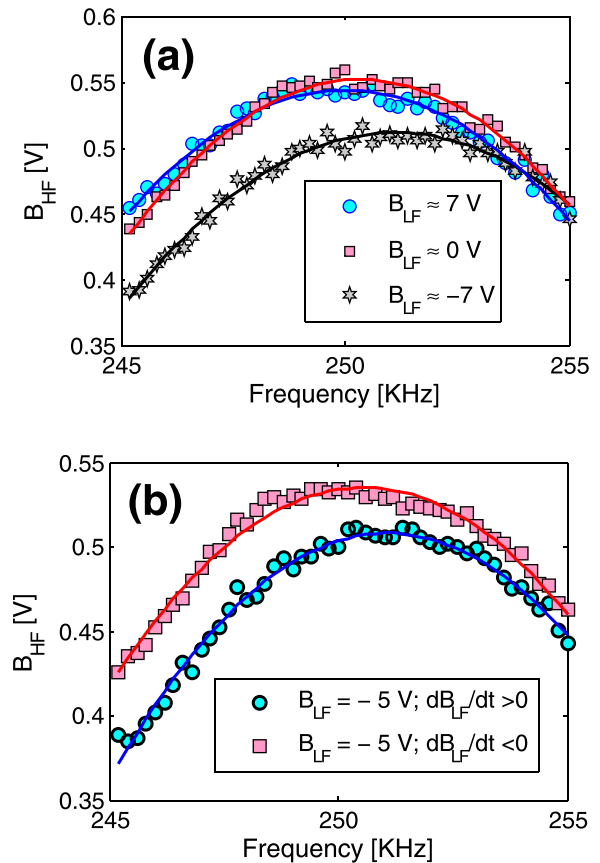 0.6
0.55
0.5
0.45
0.4
0.35
B_HF [V]
(a)
B_LF ≈ 7 V
B_LF ≈ 0 V
B_LF ≈ −7 V
245 250 255
Frequency [KHz]
0.55
0.5
0.45
0.4
0.35
B_HF [V]
(b)
B_LF = − 5 V; dB_LF/dt >0
B_LF = − 5 V; dB_LF/dt <0
245 250 255
Frequency [KHz]